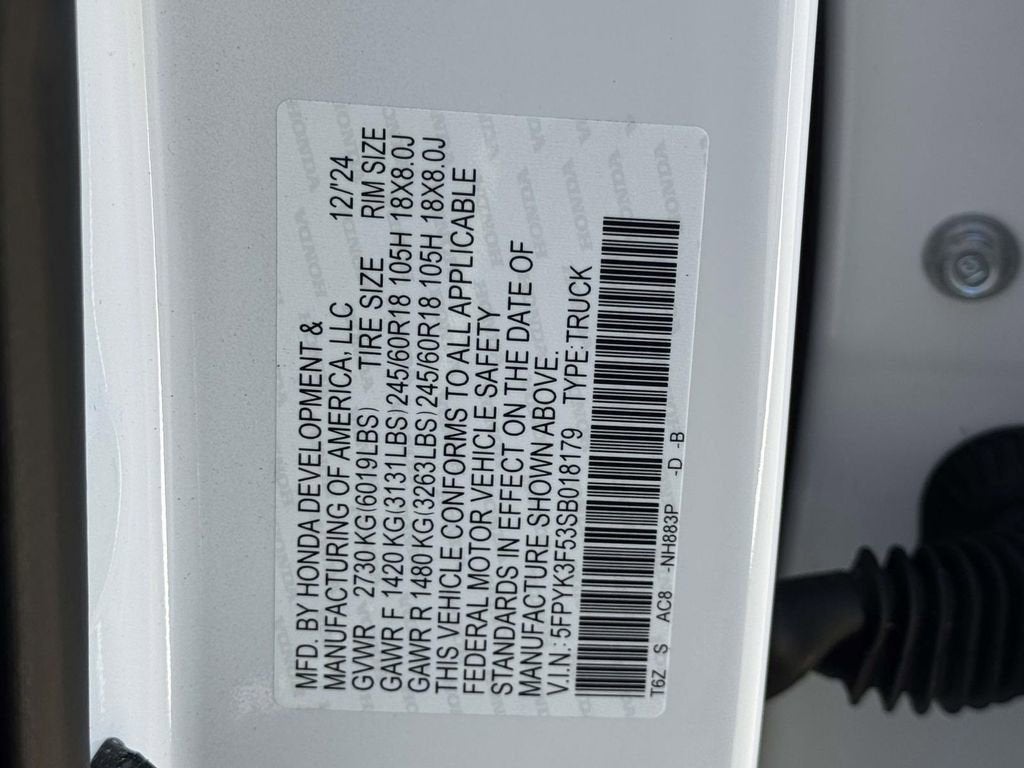 MFD. BY HONDA DEVELOPMENT &
MANUFACTURING OF AMERICA, LLC 12/'24
GVWR 2730 KG(6019LBS) TIRE SIZE RIM SIZE
GAWR F 1420 KG(3131LBS)245/60R18 105H 18X8.0J
GAWR R 1480 KG(3263LBS)245/60R18 105H 18X8.0J
THIS VEHICLE CONFORMS TO ALL APPLICABLE
FEDERAL MOTOR VEHICLE SAFETY
STANDARDS IN EFFECT ON THE DATE OF
MANUFACTURE SHOWN ABOVE.
V.I.N.:5FPYK3F53SB018179 TYPE:TRUCK
T6Z S AC8 -NH883P -D -B